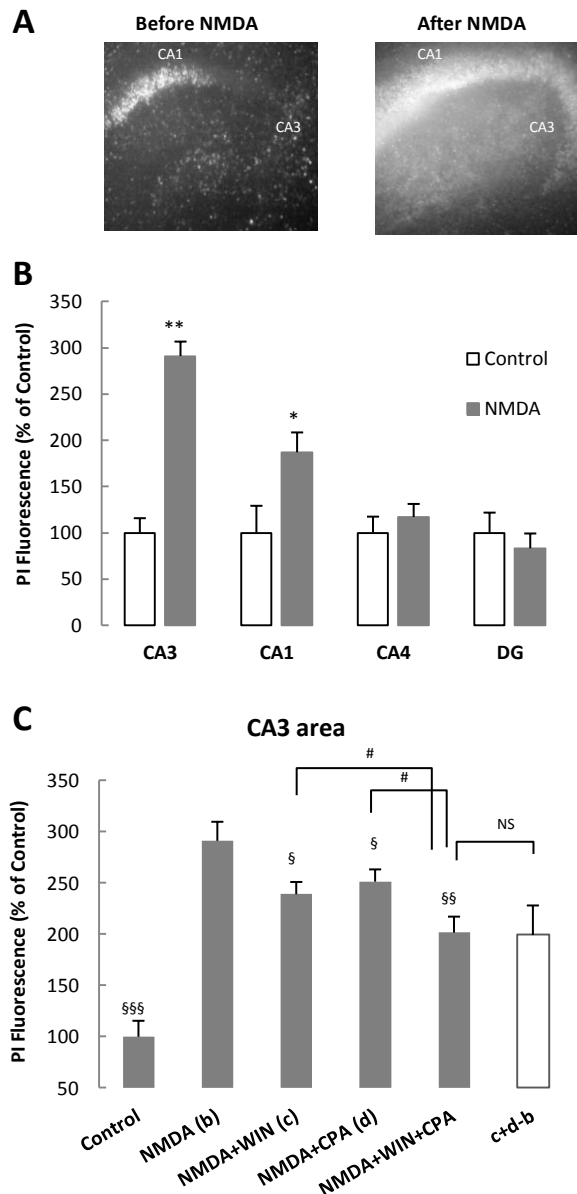 A
Before NMDA After NMDA
CA1 CA1
CA3 CA3
B
PI Fluorescence (% of Control)
350
300
250
200
150
100
50
0
**
*
Control
NMDA
CA3 CA1 CA4 DG
C
CA3 area
PI Fluorescence (% of Control)
350
300
250
200
150
100
50
#
#
NS
§ §
§§
§§§
Control NMDA (b) NMDA+WIN (c) NMDA+CPA (d) NMDA+WIN+CPA c+d-b